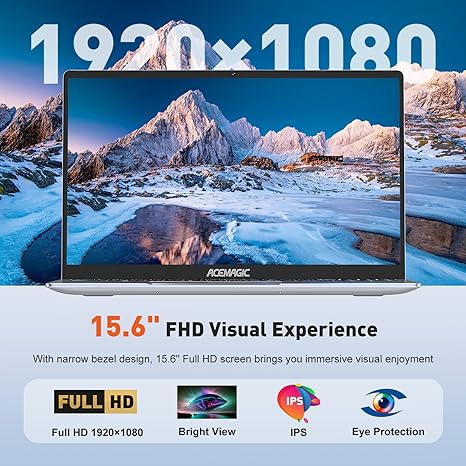 1920×1080
ACEMAGIC
15.6" FHD Visual Experience
With narrow bezel design, 15.6" Full HD screen brings you immersive visual enjoyment
FULL HD
IPS
Full HD 1920×1080
Bright View
IPS
Eye Protection